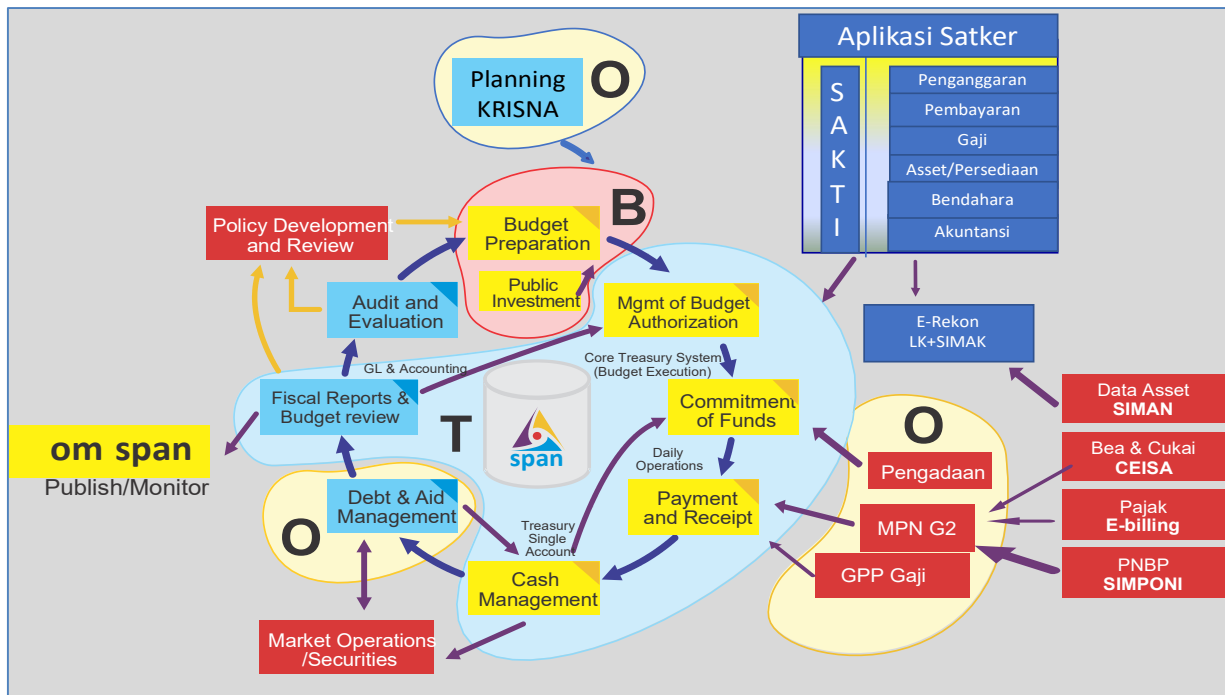 Aplikasi Satker
S
A
K
T
I
Penganggaran
Pembayaran
Gaji
Asset/Persediaan
Bendahara
Akuntansi
Planning
KRISNA
O
B
Policy Development
and Review
Budget
Preparation
Public
Investment
Audit and
Evaluation
Mgmt of Budget
Authorization
E-Rekon
LK+SIMAK
GL & Accounting
Core Treasury System
(Budget Execution)
Fiscal Reports &
Budget review
T
span
Commitment
of Funds
Data Asset
SIMAN
O
om span
Publish/Monitor
Daily
Operations
Pengadaan
Bea & Cukai
CEISA
O
Debt & Aid
Management
Payment
and Receipt
MPN G2
Pajak
E-billing
Treasury
Single
Account
GPP Gaji
PNBP
SIMPONI
Cash
Management
Market Operations
/Securities